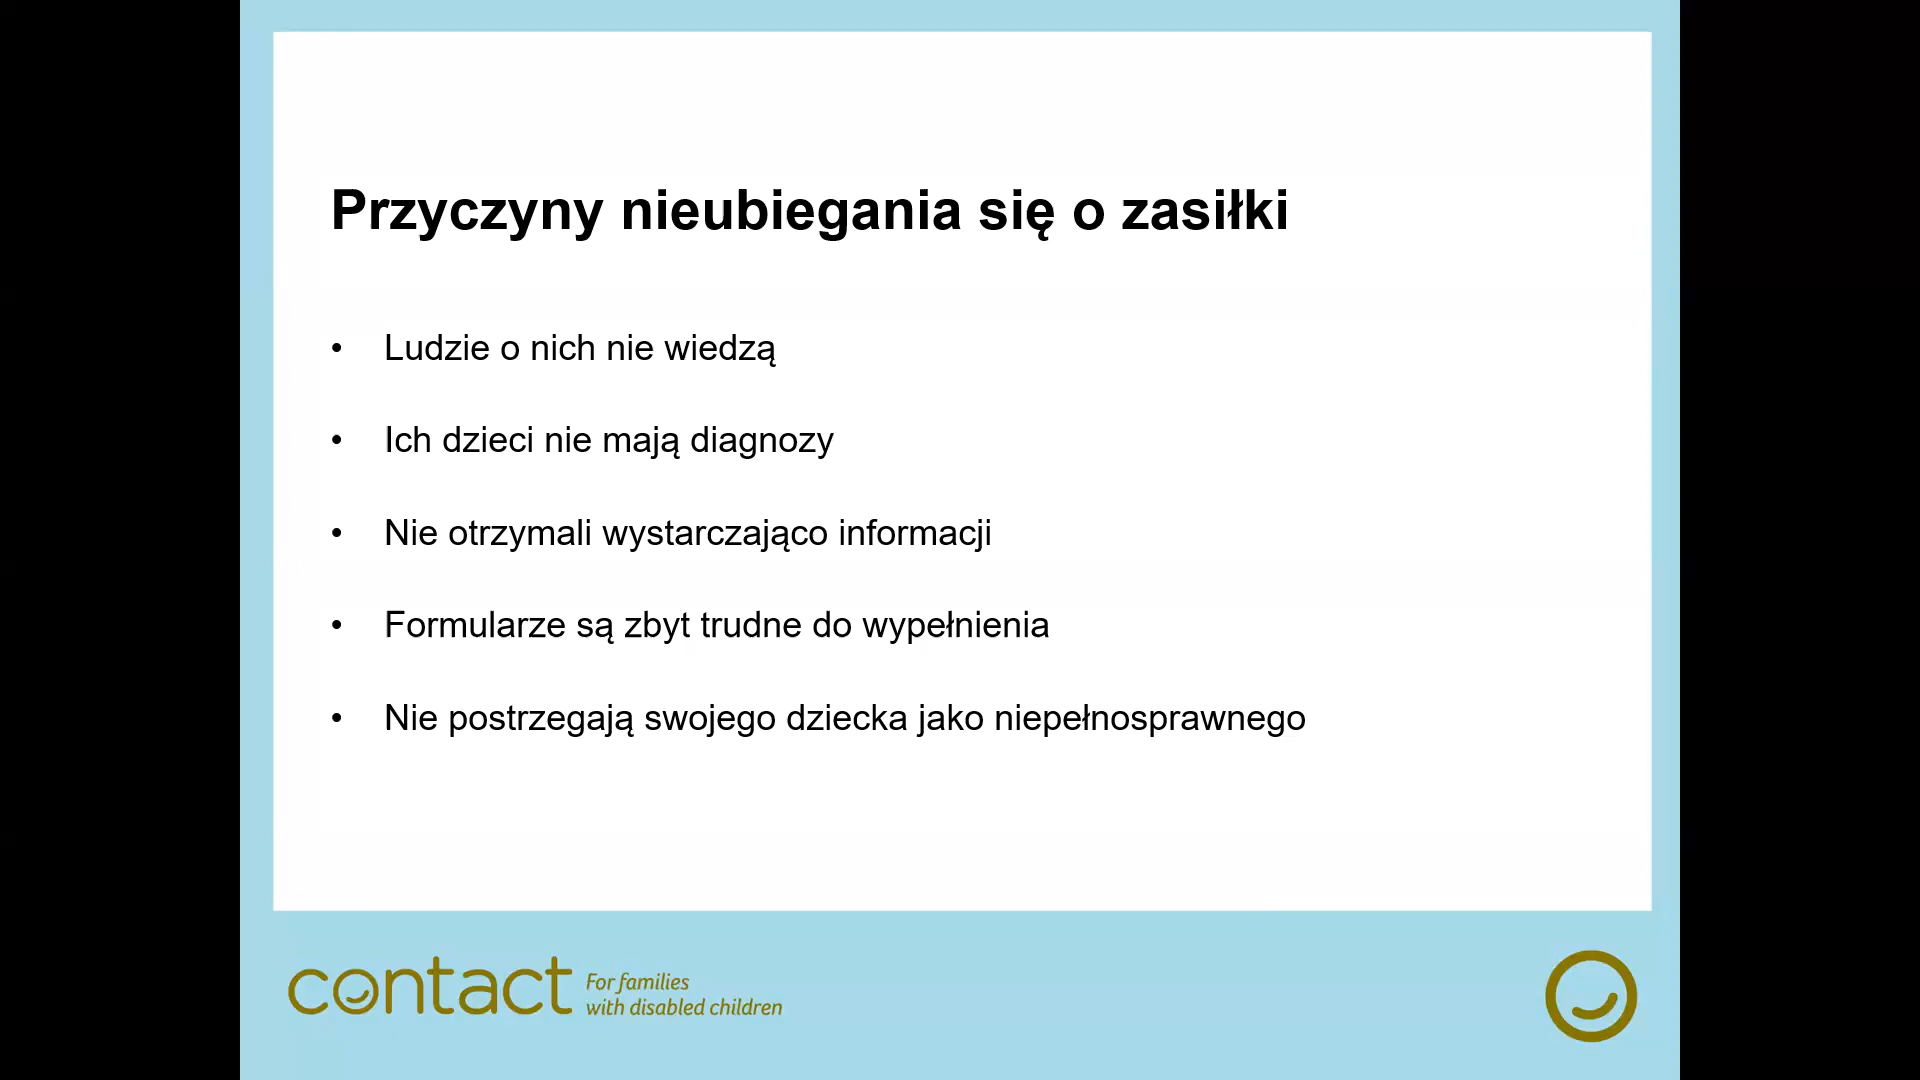 Przyczyny nieubiegania się o zasiłki
• Ludzie o nich nie wiedzą
• Ich dzieci nie mają diagnozy
• Nie otrzymali wystarczająco informacji
• Formularze są zbyt trudne do wypełnienia
• Nie postrzegają swojego dziecka jako niepełnosprawnego
contact
For families
with disabled children